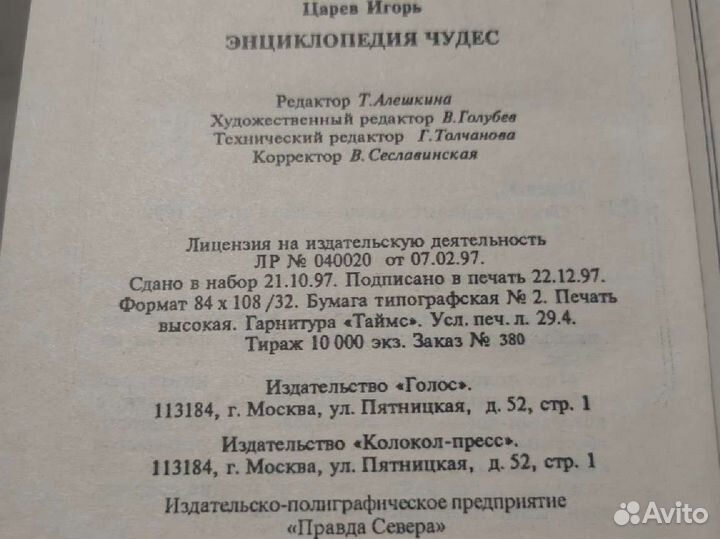 Царев Игорь
ЭНЦИКЛОПЕДИЯ ЧУДЕС
Редактор Т.Алешкина
Художественный редактор В.Голубев
Технический редактор Г.Толчанова
Корректор В. Сеславинская
Лицензия на издательскую деятельность
ЛР № 040020 от 07.02.97.
Сдано в набор 21.10.97. Подписано в печать 22.12.97.
Формат 84 х 108 /32. Бумага типографская № 2. Печать
высокая. Гарнитура «Таймс». Усл. печ. л. 29.4.
Тираж 10 000 экз. Заказ № 380
Издательство «Голос».
113184, г. Москва, ул. Пятницкая, д. 52, стр. 1
Издательство «Колокол-пресс».
113184, г. Москва, ул. Пятницкая, д. 52, стр. 1
Издательско-полиграфическое предприятие
«Правда Севера»
Avito